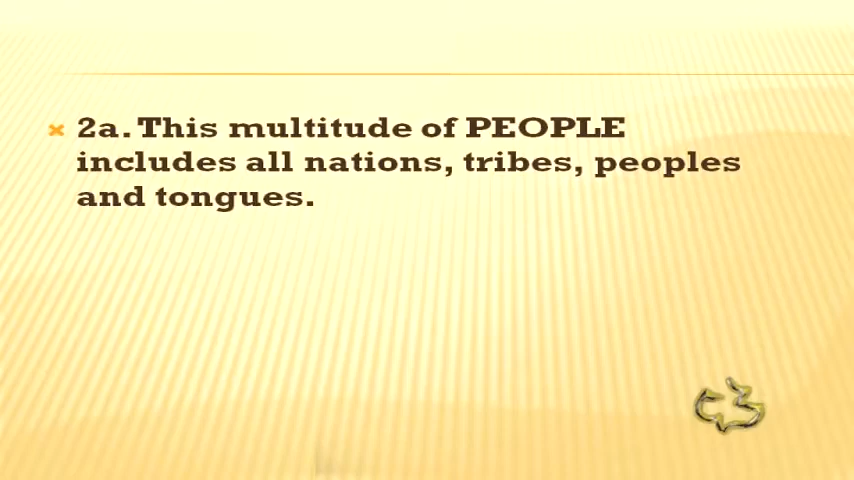 2a. This multitude of PEOPLE
includes all nations, tribes, peoples
and tongues.